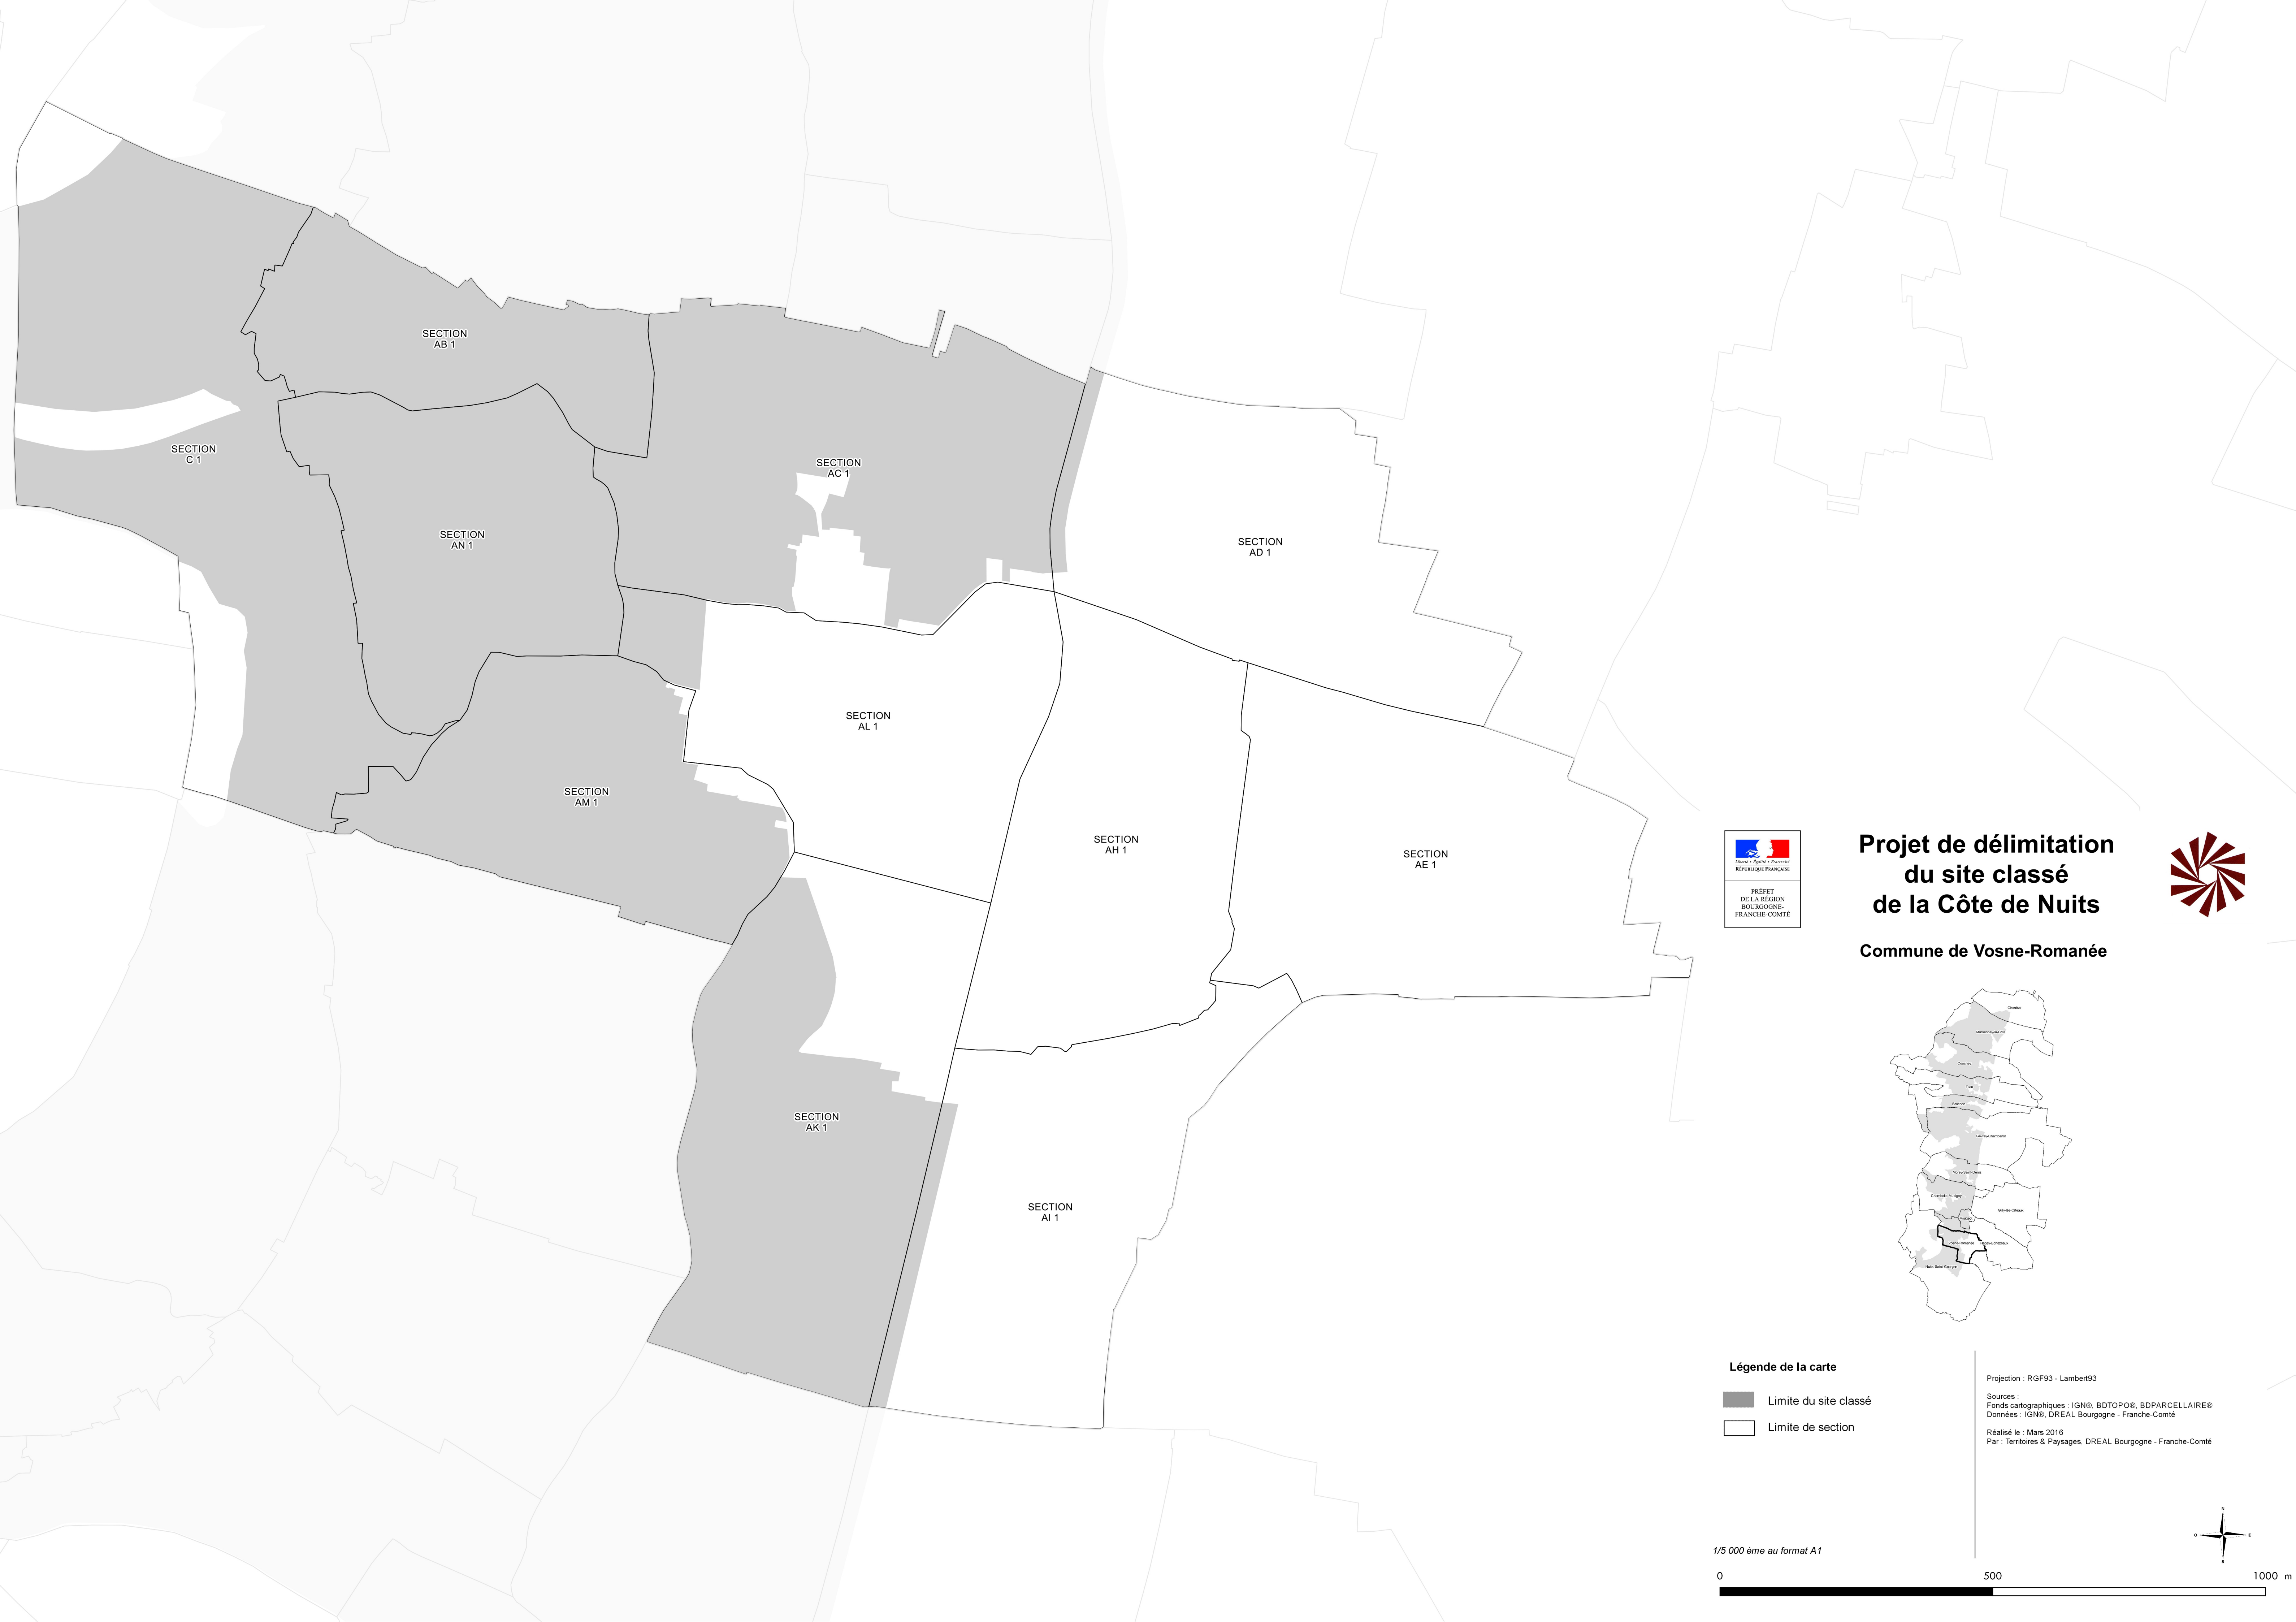 SECTION
AB 1
SECTION
C 1
SECTION
AC 1
SECTION
AN 1
SECTION
AD 1
SECTION
AL 1
SECTION
AM 1
SECTION
AH 1
SECTION
AE 1
SECTION
AK 1
SECTION
AI 1
Liberté • Égalité • Fraternité
RÉPUBLIQUE FRANÇAISE
PRÉFET
DE LA RÉGION
BOURGOGNE-
FRANCHE-COMTÉ
Projet de délimitation
du site classé
de la Côte de Nuits
Commune de Vosne-Romanée
Légende de la carte
Limite du site classé
Limite de section
Projection : RGF93 - Lambert93
Sources :
Fonds cartographiques : IGN®, BDTOPO®, BDPARCELLAIRE®
Données : IGN®, DREAL Bourgogne - Franche-Comté
Réalisé le : Mars 2016
Par : Territoires & Paysages, DREAL Bourgogne - Franche-Comté
N
O
E
S
1/5 000 ème au format A1
0
500
1000 m